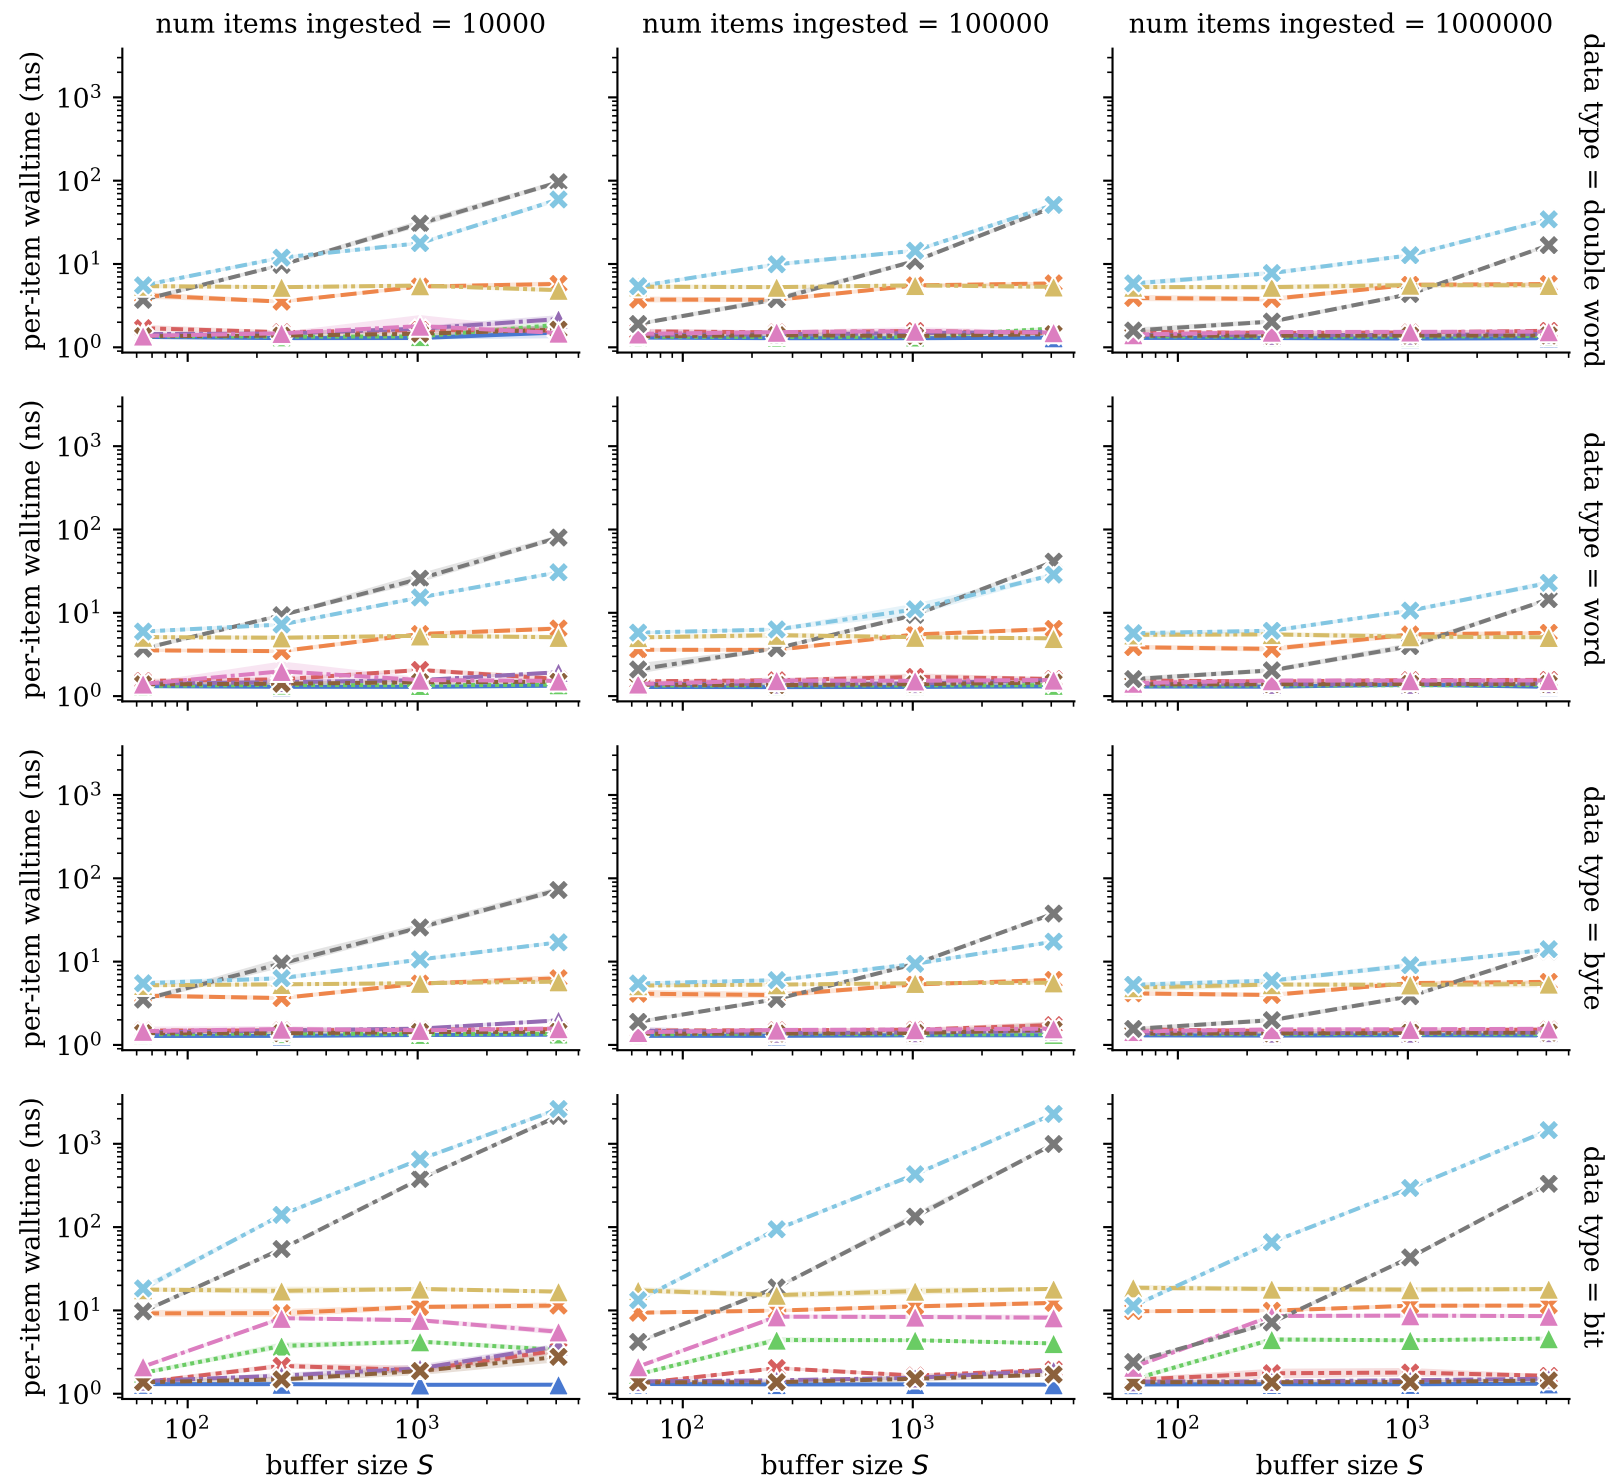 num items ingested = 10000
num items ingested = 100000
num items ingested = 1000000
per-item walltime (ns)
10³
10²
10¹
10⁰
data type = double word
per-item walltime (ns)
10³
10²
10¹
10⁰
data type = word
per-item walltime (ns)
10³
10²
10¹
10⁰
data type = byte
per-item walltime (ns)
10³
10²
10¹
10⁰
data type = bit
10² 10³
10² 10³
10² 10³
buffer size S
buffer size S
buffer size S